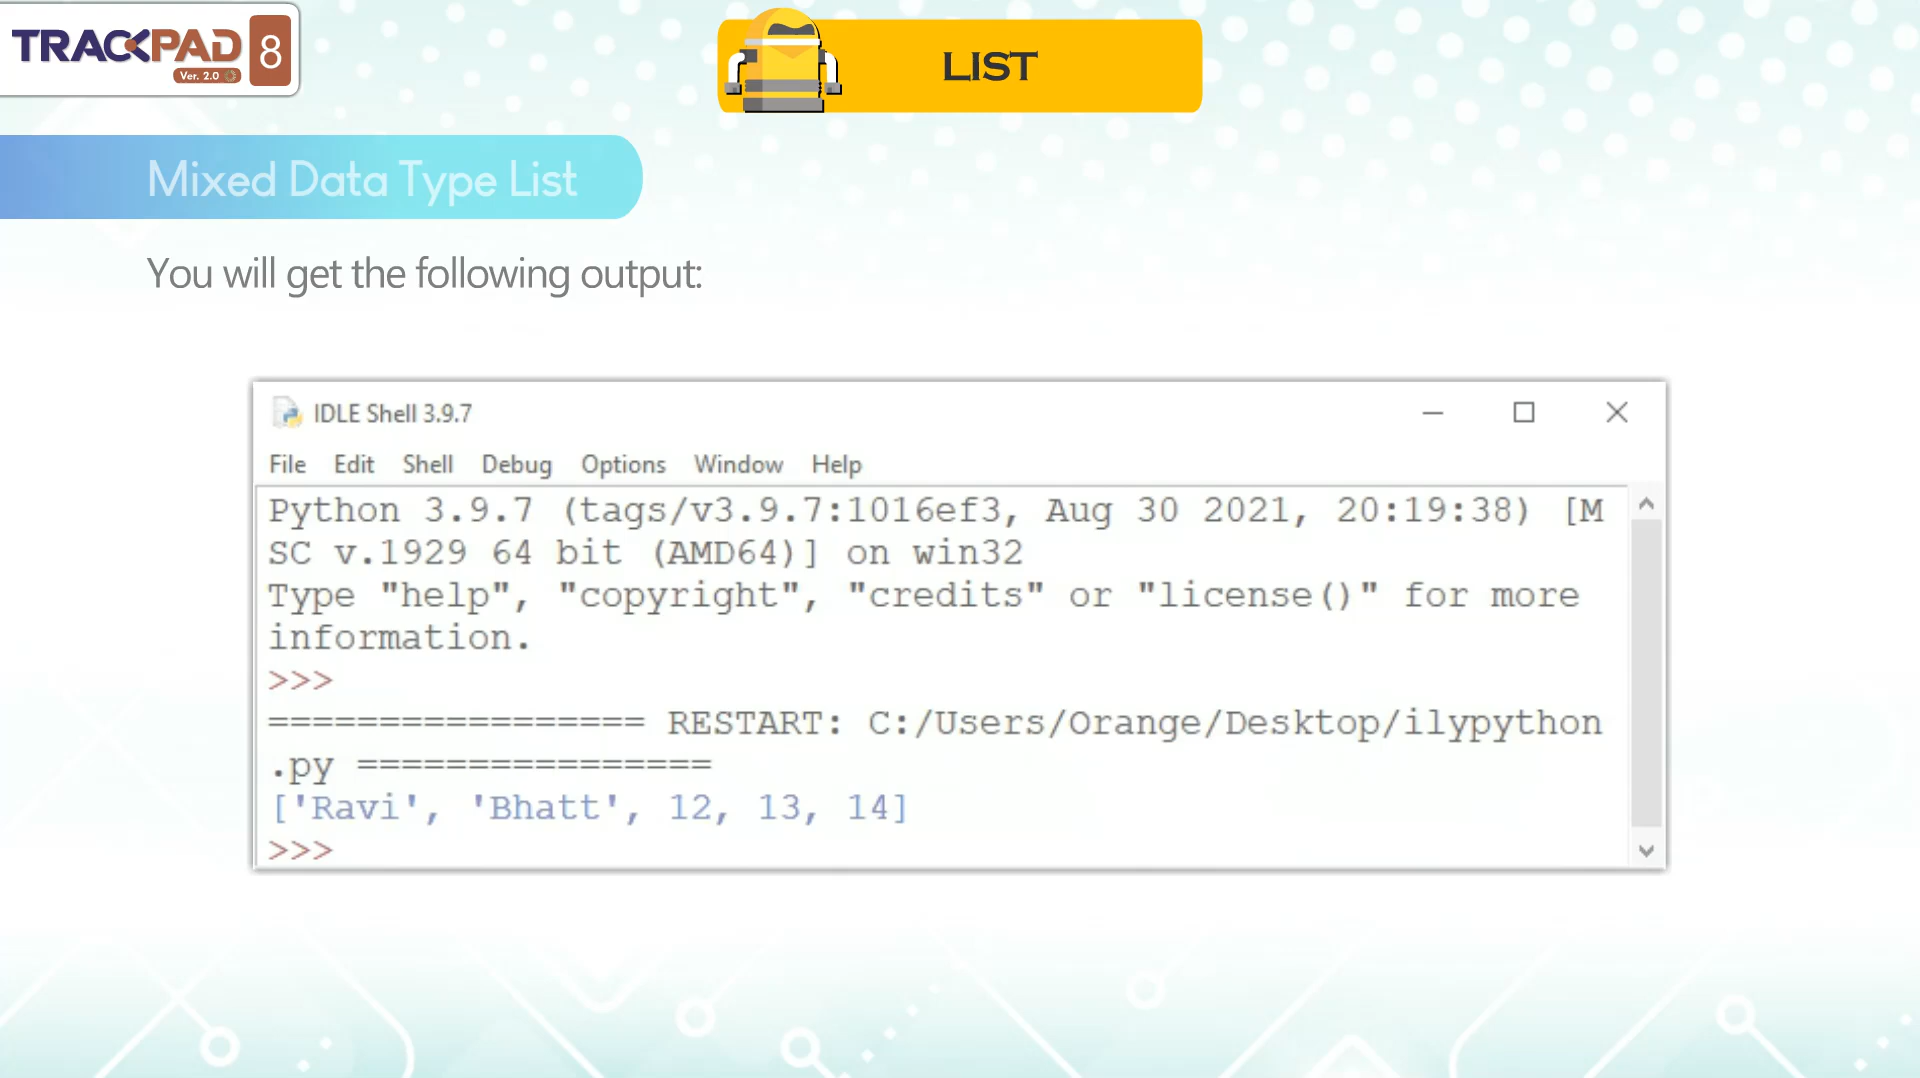 TRACKPAD
Ver. 2.0
8
LIST
Mixed Data Type List
You will get the following output:
IDLE Shell 3.9.7
File Edit Shell Debug Options Window Help
Python 3.9.7 (tags/v3.9.7:1016ef3, Aug 30 2021, 20:19:38) [M
SC v.1929 64 bit (AMD64)] on win32
Type "help", "copyright", "credits" or "license()" for more
information.
>>>
================= RESTART: C:/Users/Orange/Desktop/ilypython
.py ================
['Ravi', 'Bhatt', 12, 13, 14]
>>>